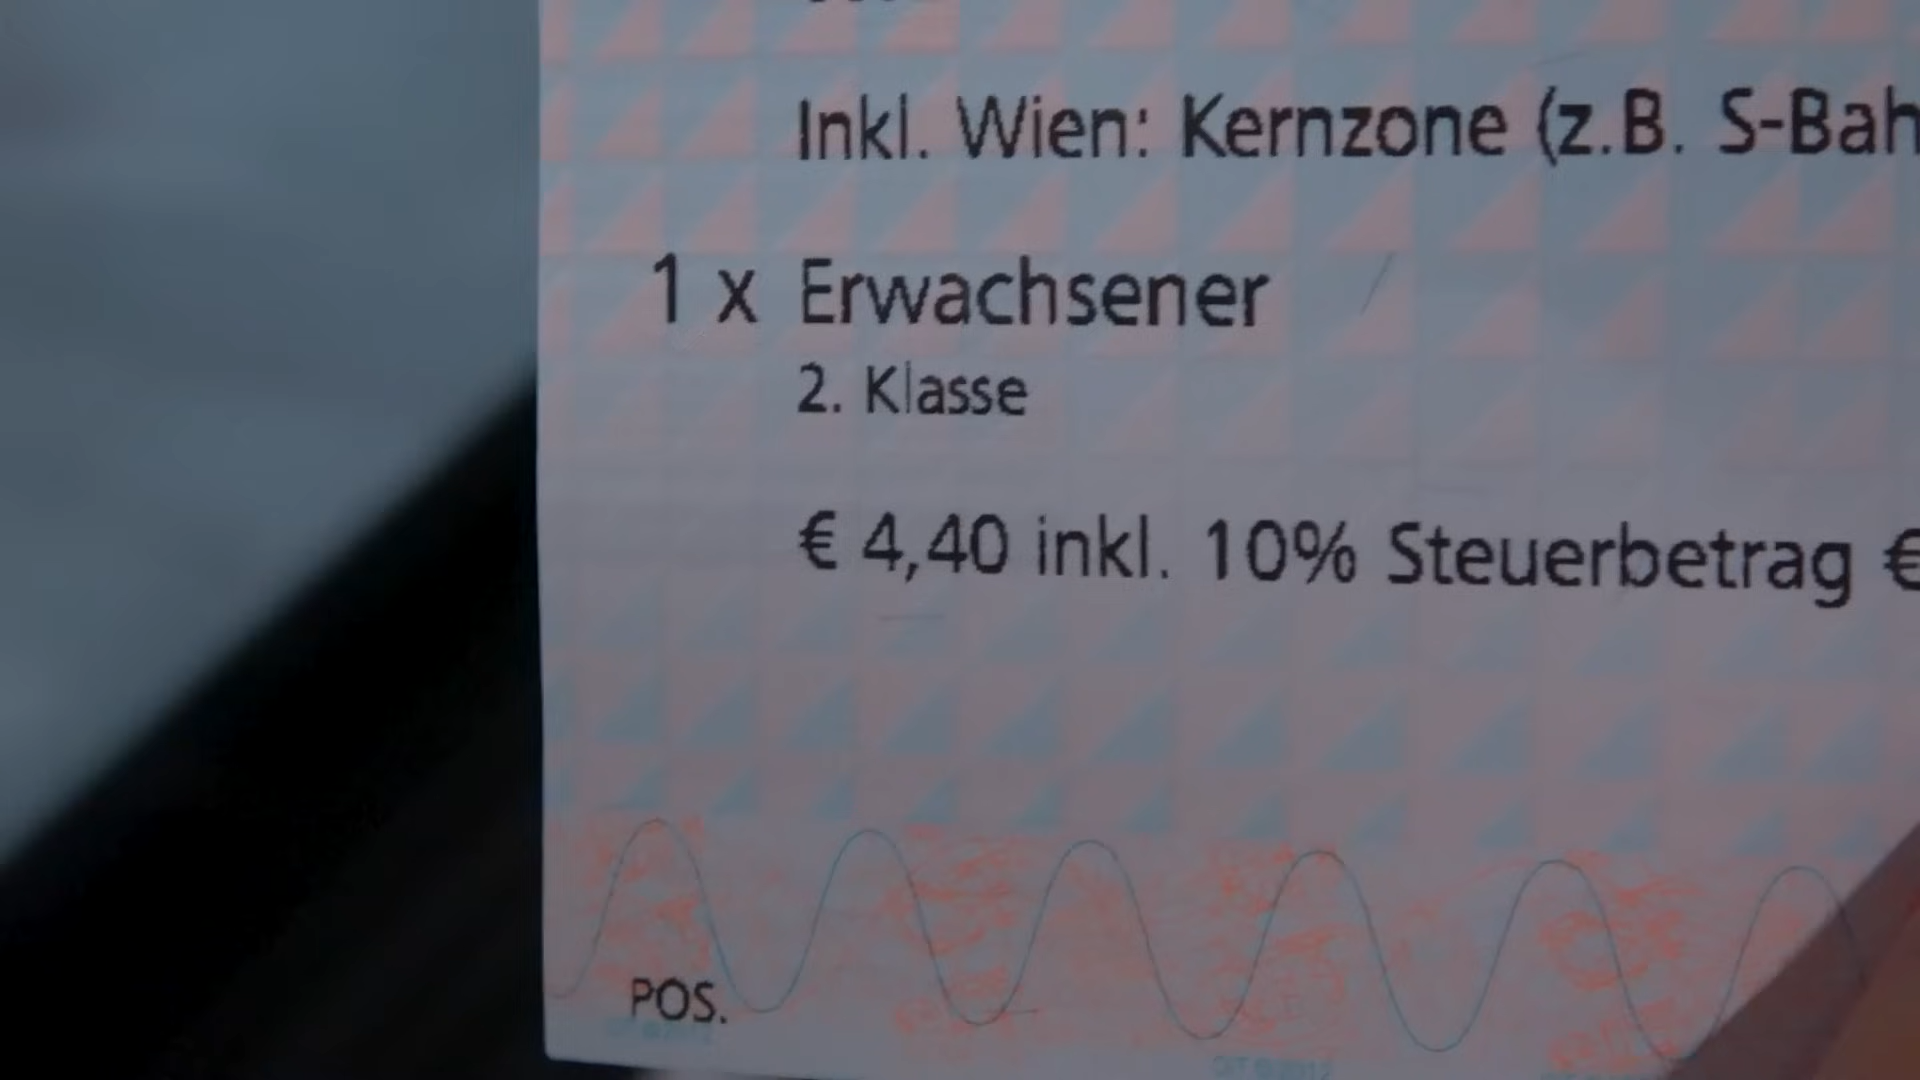 Inkl. Wien: Kernzone (z.B. S-Bah
1 x Erwachsener
2. Klasse
€ 4,40 inkl. 10% Steuerbetrag €
POS.